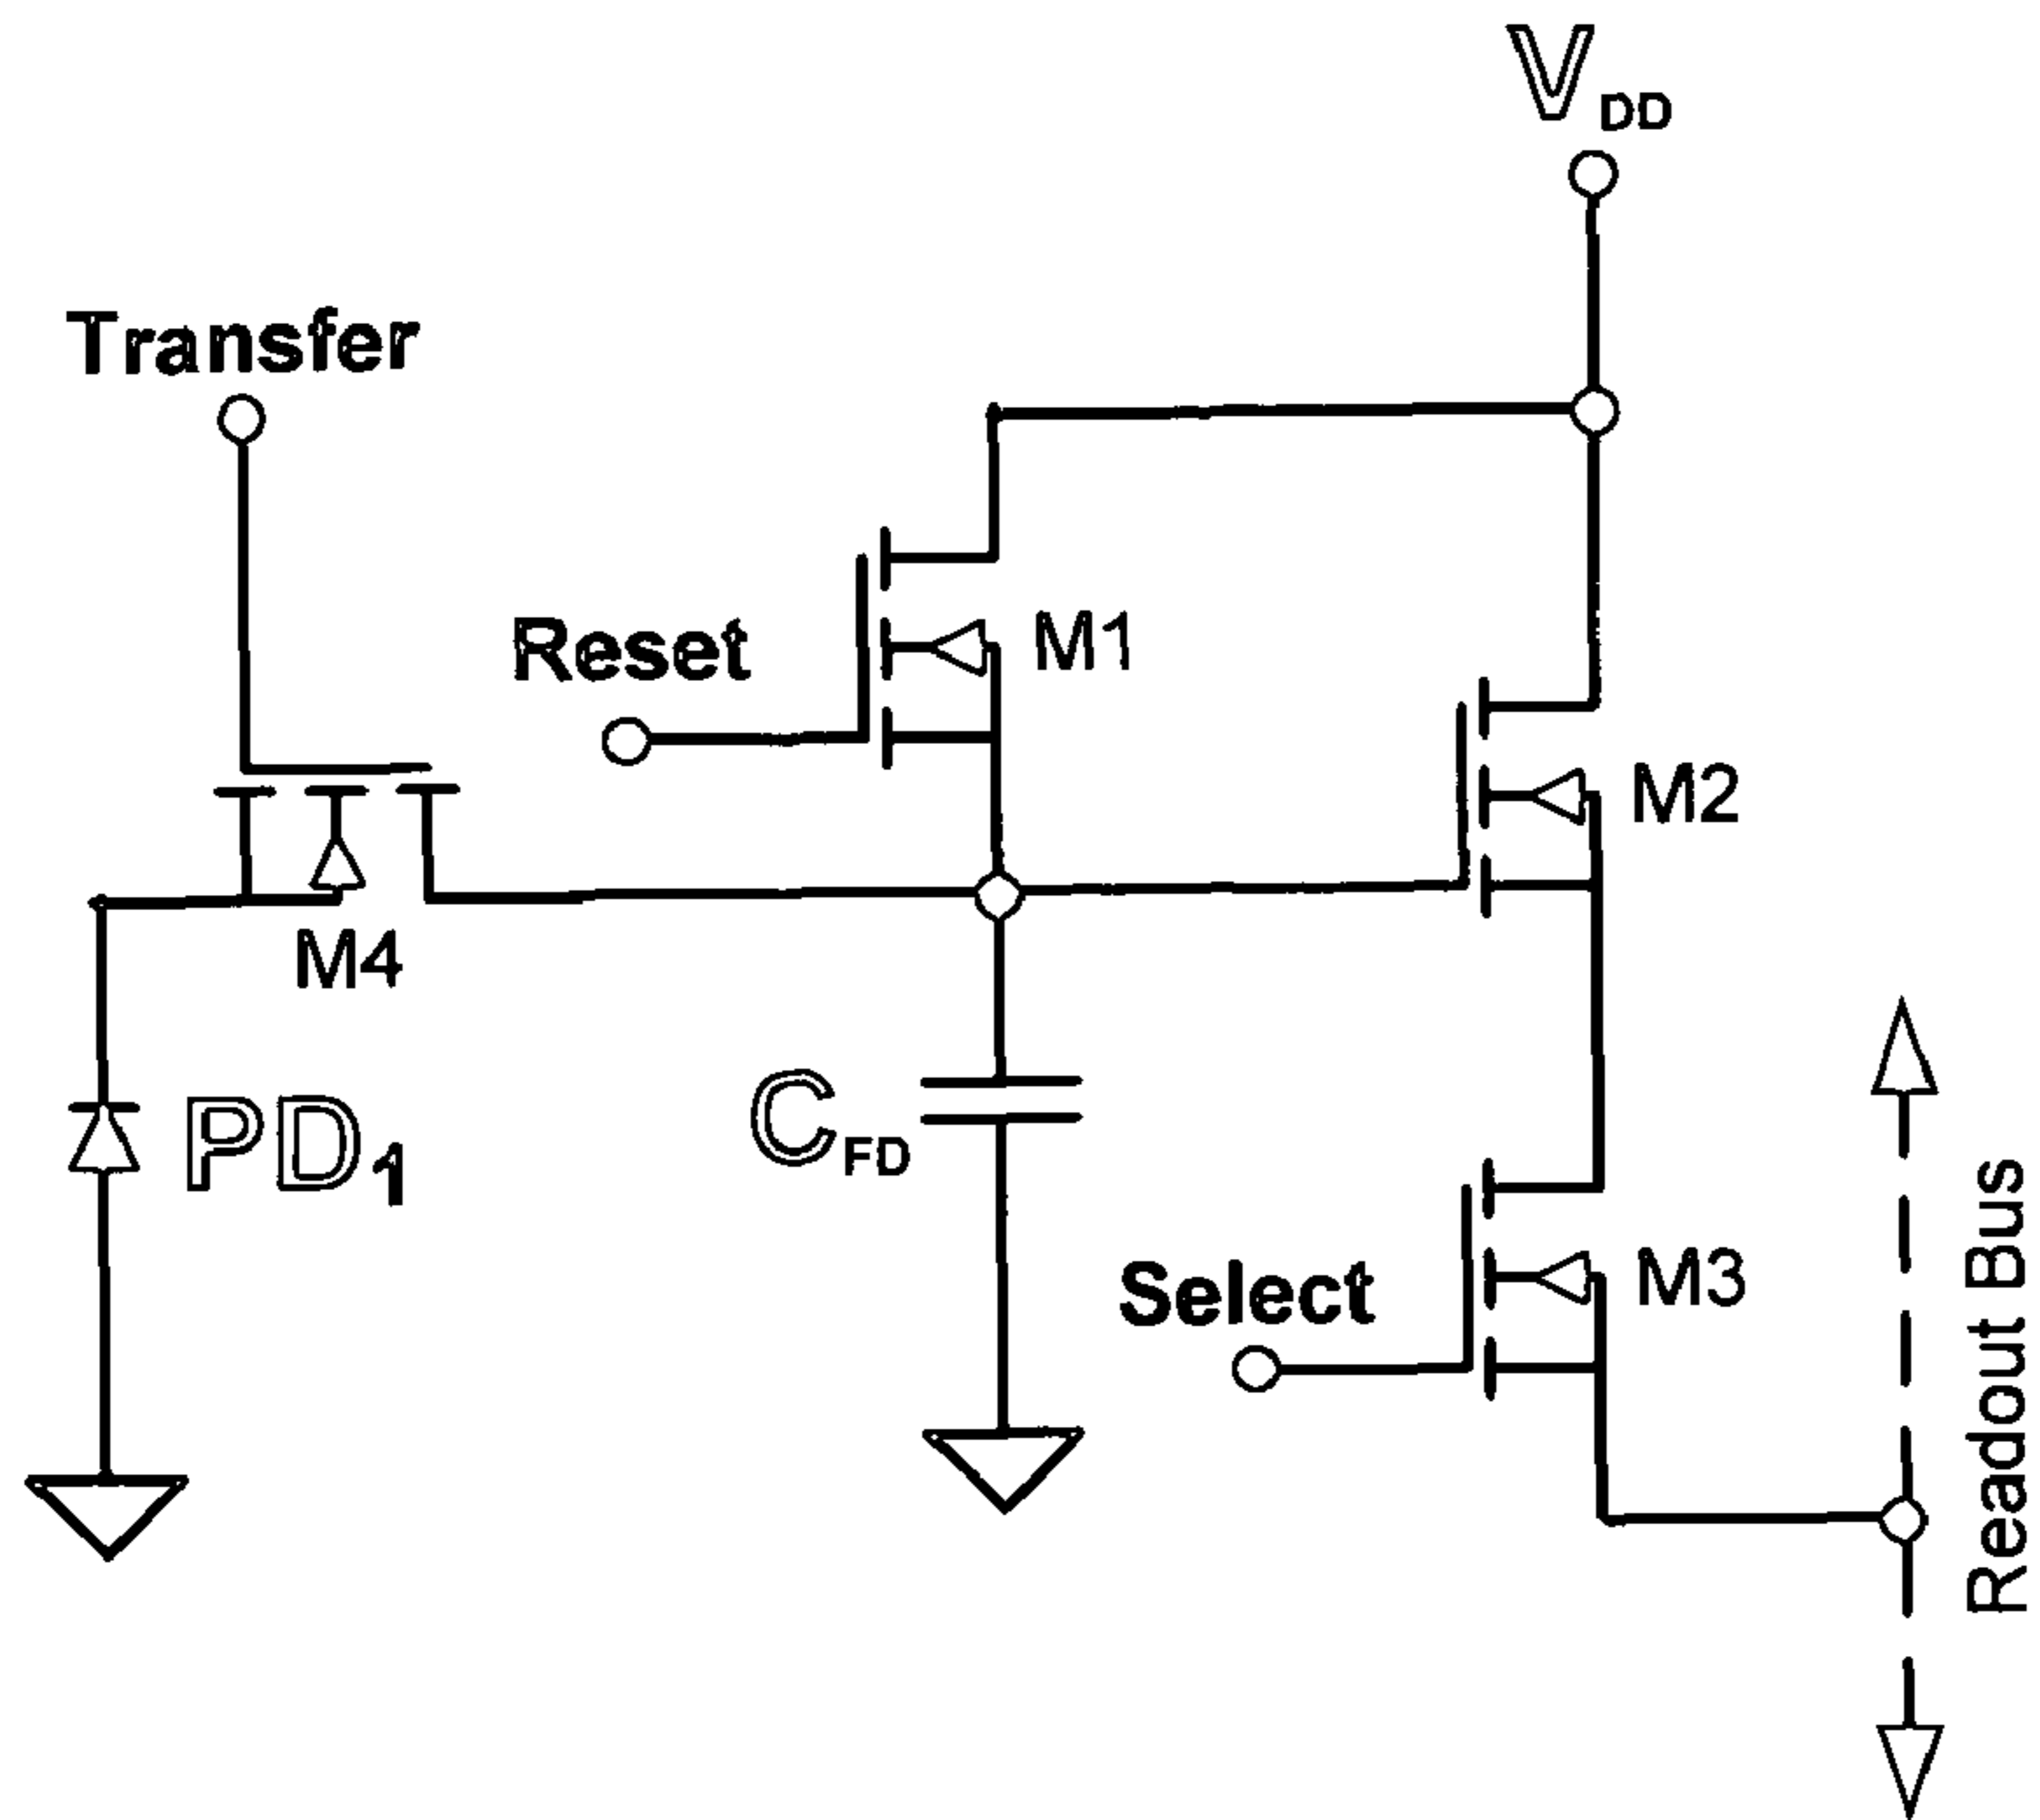 VDD
Transfer
Reset
M1
M2
M4
PD1
CFD
Select
M3
Readout Bus